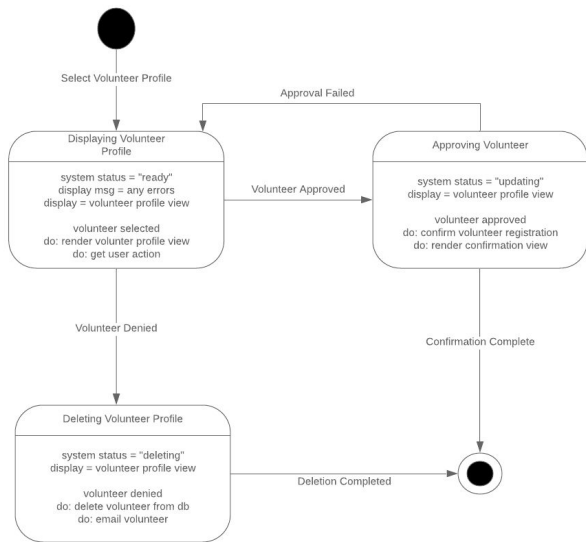 Select Volunteer Profile
Approval Failed
Displaying Volunteer
Profile
system status = "ready"
display msg = any errors
display = volunteer profile view
volunteer selected
do: render volunter profile view
do: get user action
Volunteer Approved
Approving Volunteer
system status = "updating"
display = volunteer profile view
volunteer approved
do: confirm volunteer registration
do: render confirmation view
Volunteer Denied
Confirmation Complete
Deleting Volunteer Profile
system status = "deleting"
display = volunteer profile view
volunteer denied
do: delete volunteer from db
do: email volunteer
Deletion Completed